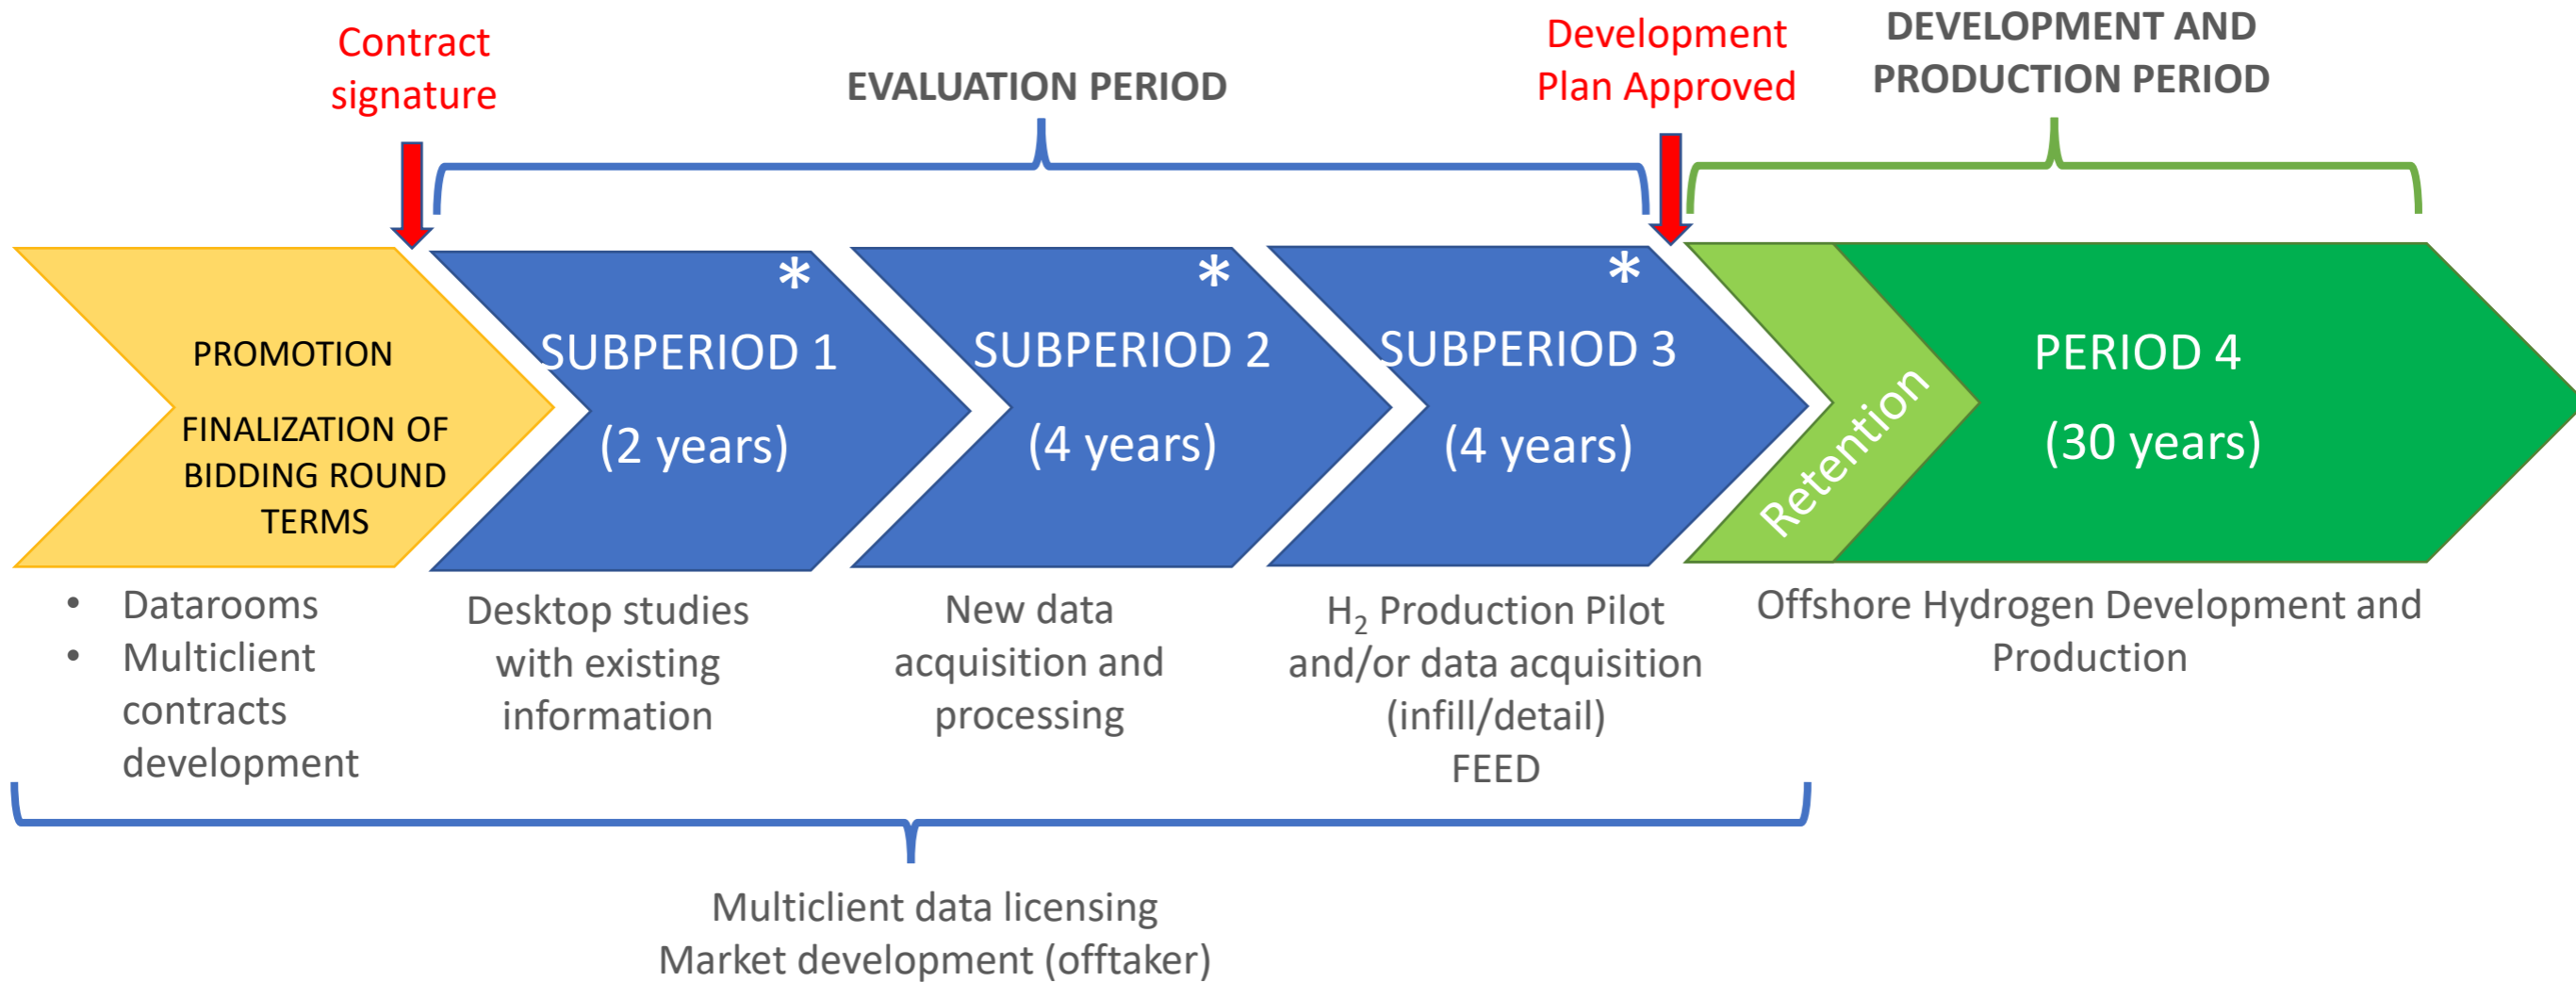 Contract
signature
EVALUATION PERIOD
Development
Plan Approved
DEVELOPMENT AND
PRODUCTION PERIOD
PROMOTION
FINALIZATION OF
BIDDING ROUND
TERMS
*
SUBPERIOD 1
(2 years)
*
SUBPERIOD 2
(4 years)
*
SUBPERIOD 3
(4 years)
Retention
PERIOD 4
(30 years)
• Datarooms
• Multiclient
contracts
development
Desktop studies
with existing
information
New data
acquisition and
processing
H₂ Production Pilot
and/or data acquisition
(infill/detail)
FEED
Offshore Hydrogen Development and
Production
Multiclient data licensing
Market development (offtaker)